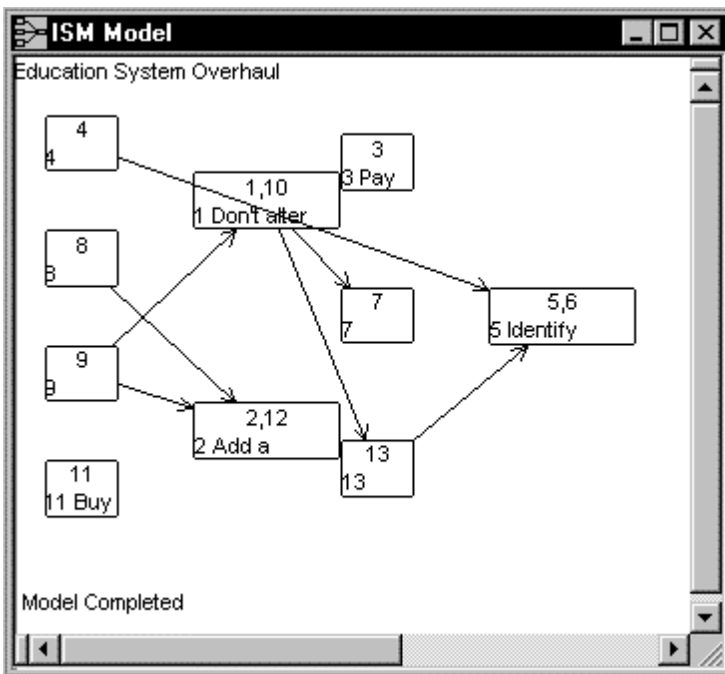 ISM Model
Education System Overhaul
4
4
3
3 Pay
1,10
1 Don't alter
8
8
7
7
5,6
5 Identify
9
9
2,12
2 Add a
13
13
11
11 Buy
Model Completed